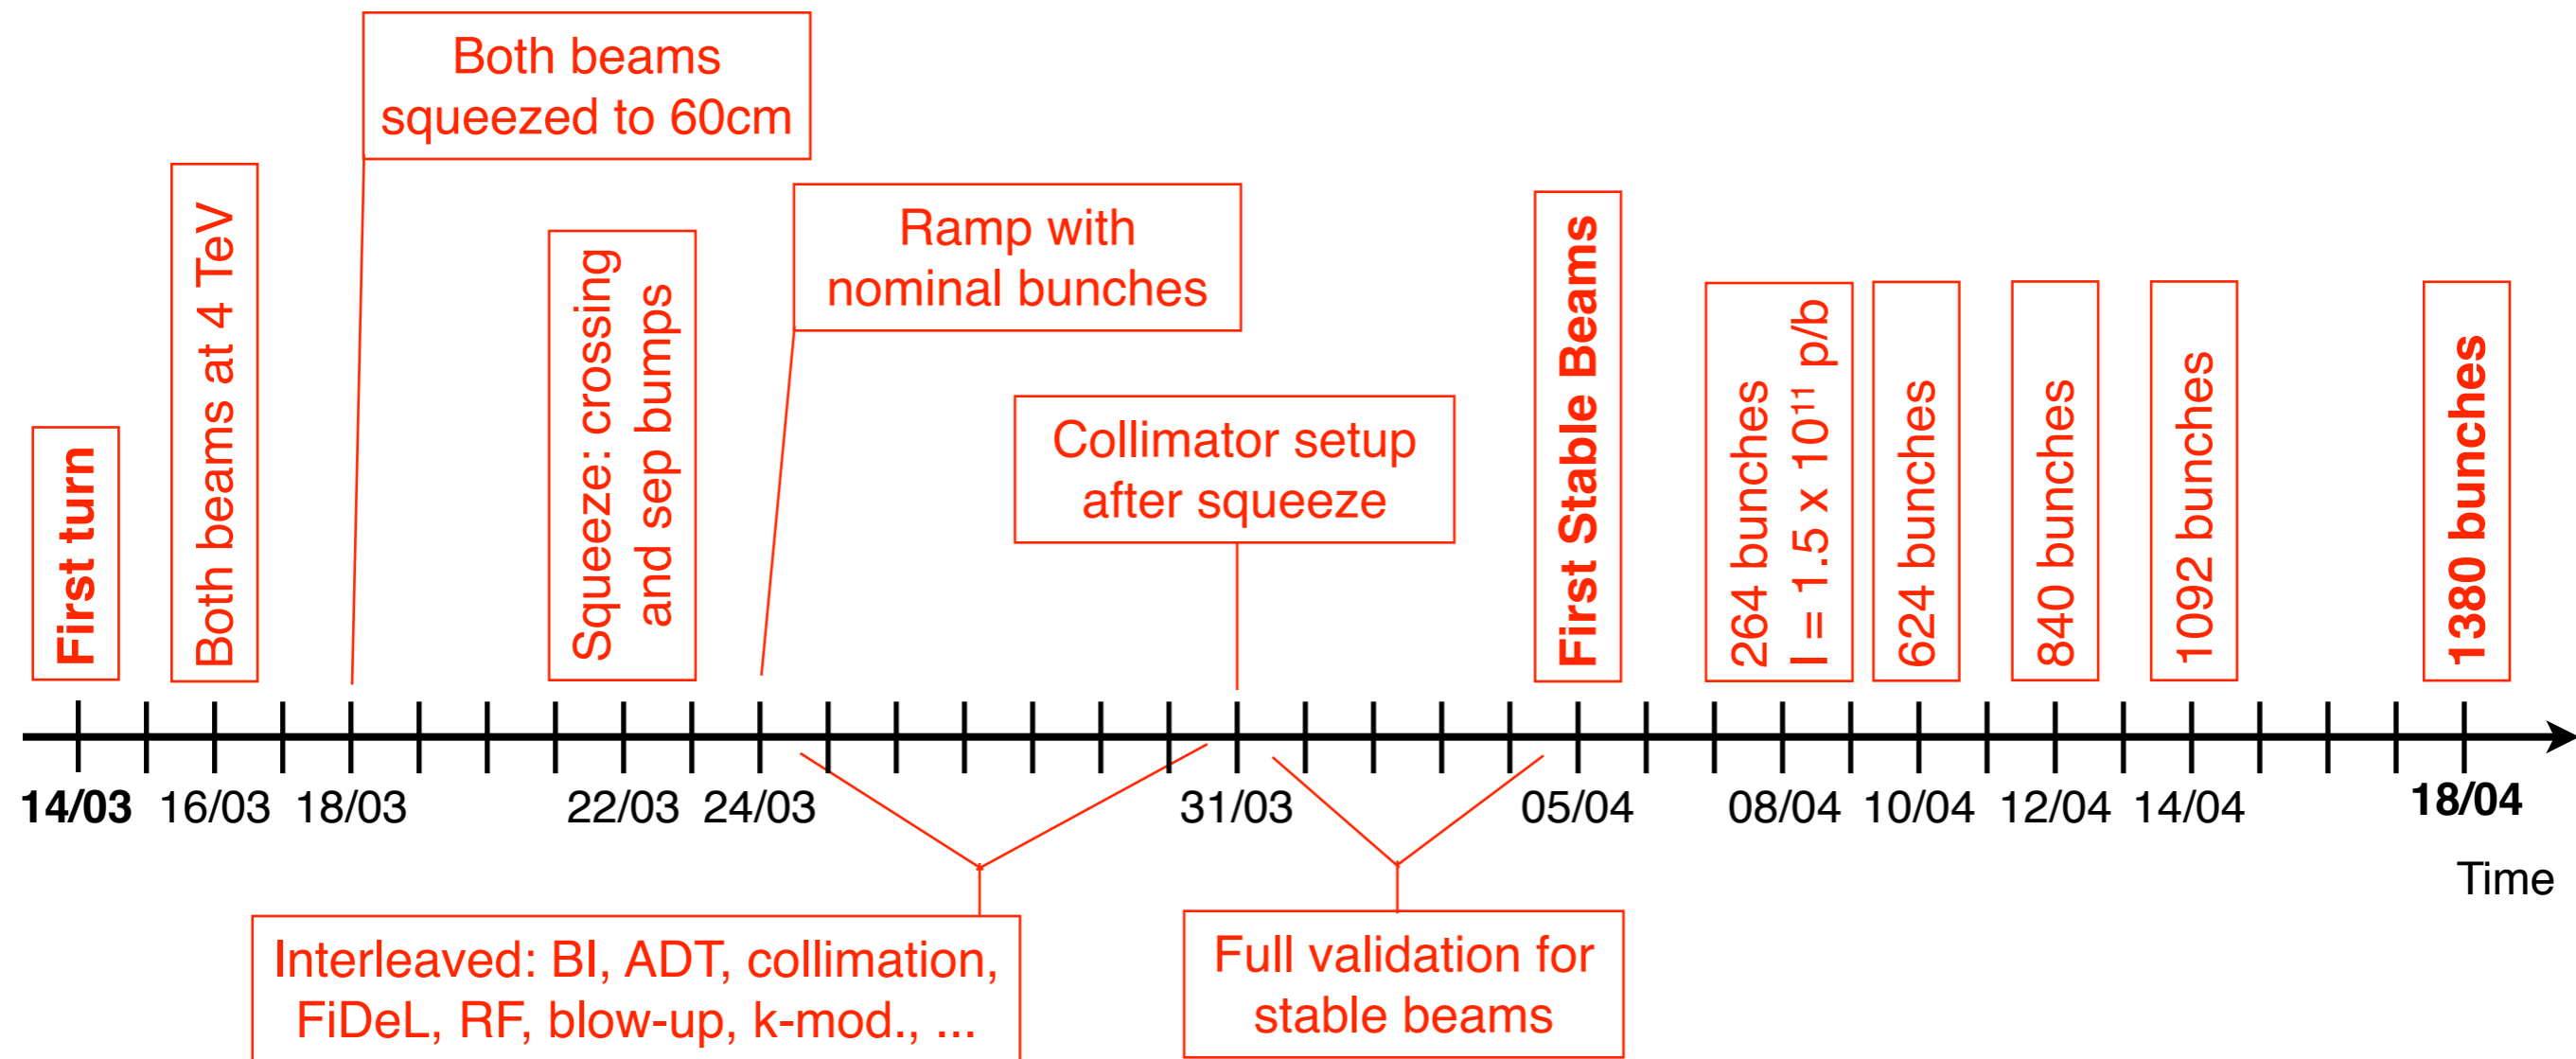 Both beams
squeezed to 60cm
Ramp with
nominal bunches
Collimator setup
after squeeze
First turn
Both beams at 4 TeV
Squeeze: crossing
and sep bumps
First Stable Beams
264 bunches
I = 1.5 x 10¹¹ p/b
624 bunches
840 bunches
1092 bunches
1380 bunches
14/03 16/03 18/03 22/03 24/03 31/03 05/04 08/04 10/04 12/04 14/04 18/04
Time
Interleaved: BI, ADT, collimation,
FiDeL, RF, blow-up, k-mod., ...
Full validation for
stable beams